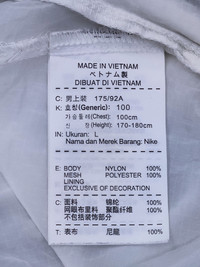 MADE IN VIETNAM
ベトナム製
DIBUAT DI VIETNAM
C: 男上装 175/92A
K: 호칭(Generic): 100
가슴둘레(Chest): 100cm
신 장(Height): 170-180cm
IN: Ukuran: L
Nama dan Merek Barang: Nike
E: BODY NYLON 100%
MESH POLYESTER 100%
LINING
EXCLUSIVE OF DECORATION
C: 面料 锦纶 100%
网眼布里料 聚酯纤维 100%
不包括装饰部分
T: 表布 尼龍 100%